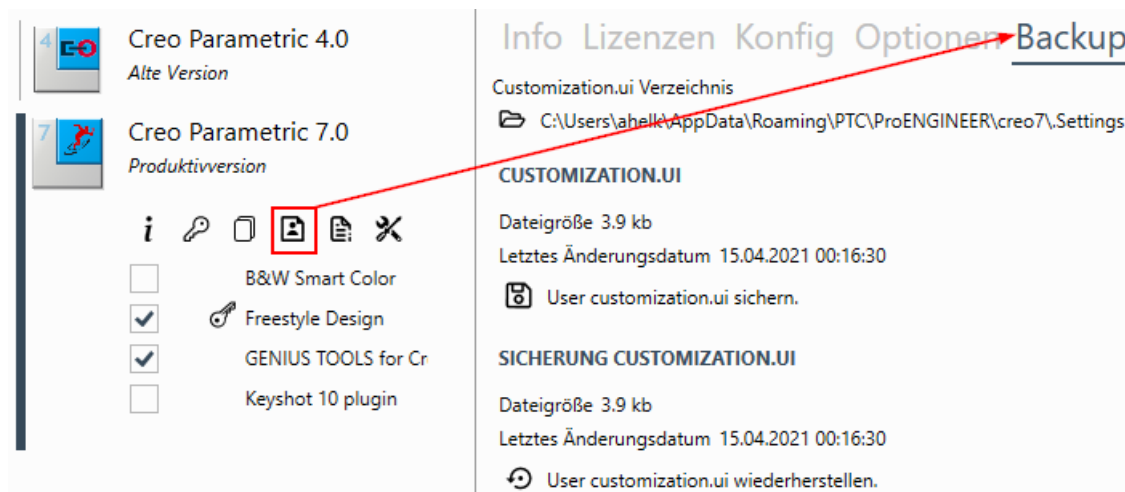 4
Creo Parametric 4.0
Alte Version
7
Creo Parametric 7.0
Produktivversion
B&W Smart Color
Freestyle Design
GENIUS TOOLS for Cr
Keyshot 10 plugin
Info Lizenzen Konfig Optionen Backup
Customization.ui Verzeichnis
C:\Users\ahelk\AppData\Roaming\PTC\ProENGINEER\creo7\.Settings
CUSTOMIZATION.UI
Dateigröße 3.9 kb
Letztes Änderungsdatum 15.04.2021 00:16:30
User customization.ui sichern.
SICHERUNG CUSTOMIZATION.UI
Dateigröße 3.9 kb
Letztes Änderungsdatum 15.04.2021 00:16:30
User customization.ui wiederherstellen.